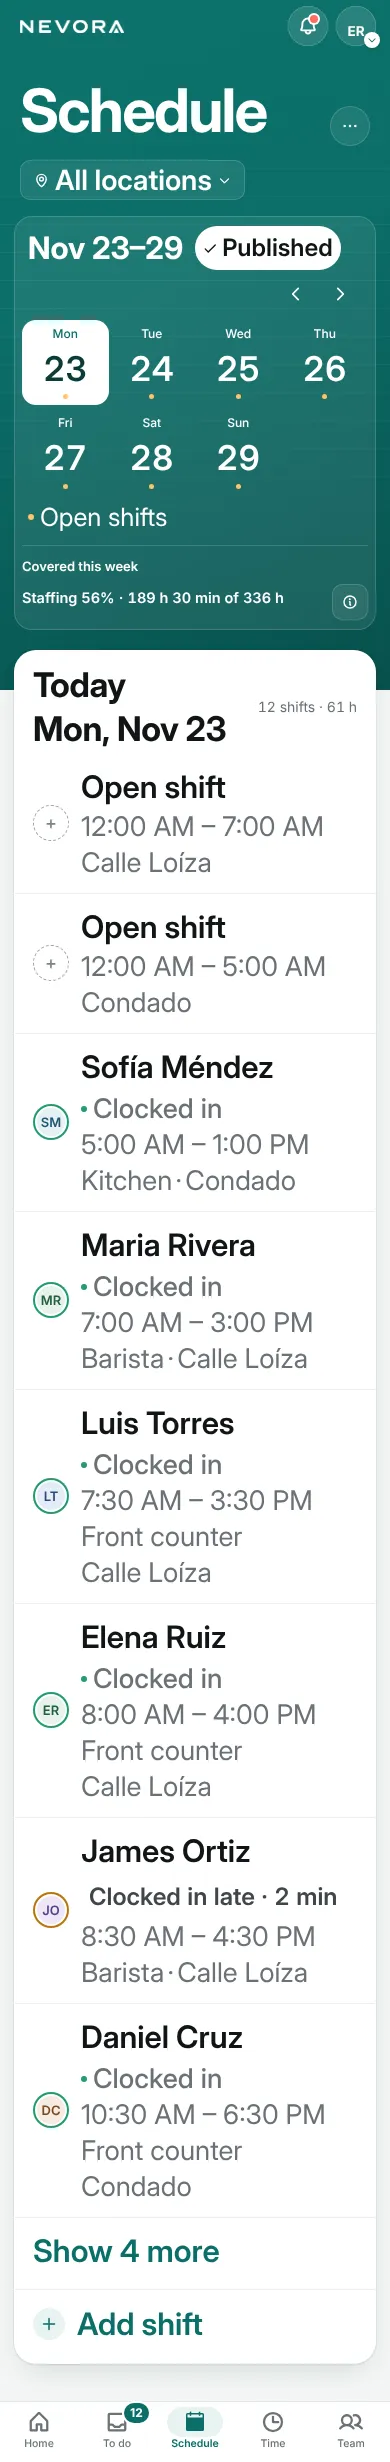 NEVORA
ER
Schedule
All locations
Nov 23–29 Published
Mon Tue Wed Thu
23 24 25 26
Fri Sat Sun
27 28 29
Open shifts
Covered this week
Staffing 56% · 189 h 30 min of 336 h
Today
Mon, Nov 23
12 shifts · 61 h
Open shift
12:00 AM – 7:00 AM
Calle Loíza
Open shift
12:00 AM – 5:00 AM
Condado
Sofía Méndez
SM
Clocked in
5:00 AM – 1:00 PM
Kitchen · Condado
Maria Rivera
MR
Clocked in
7:00 AM – 3:00 PM
Barista · Calle Loíza
Luis Torres
LT
Clocked in
7:30 AM – 3:30 PM
Front counter
Calle Loíza
Elena Ruiz
ER
Clocked in
8:00 AM – 4:00 PM
Front counter
Calle Loíza
James Ortiz
JO
Clocked in late · 2 min
8:30 AM – 4:30 PM
Barista · Calle Loíza
Daniel Cruz
DC
Clocked in
10:30 AM – 6:30 PM
Front counter
Condado
Show 4 more
Add shift
12
Home To do Schedule Time Team